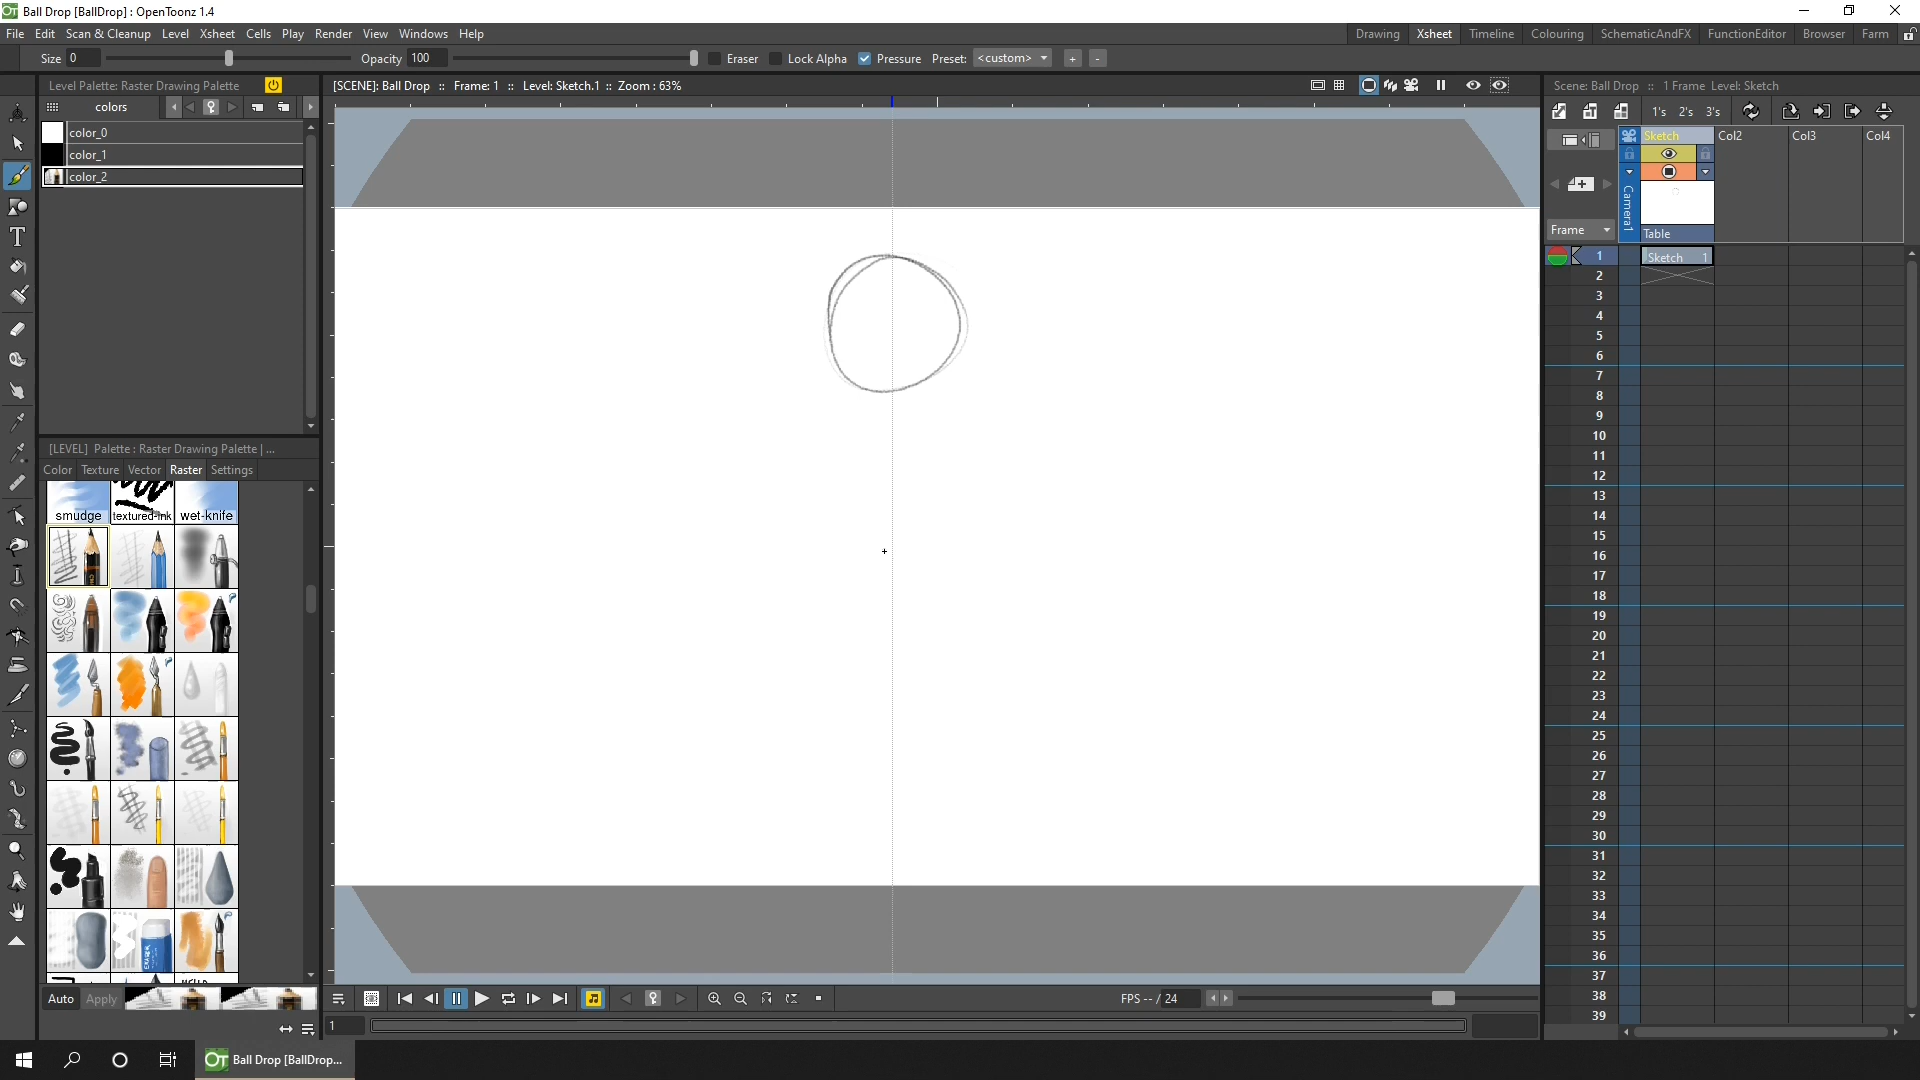 Ball Drop [BallDrop] : OpenToonz 1.4
File Edit Scan & Cleanup Level Xsheet Cells Play Render View Windows Help
Drawing Xsheet Timeline Colouring SchematicAndFX FunctionEditor Browser Farm
Size 0 Opacity 100 Eraser Lock Alpha Pressure Preset: <custom> + -
Level Palette: Raster Drawing Palette
[SCENE]: Ball Drop :: Frame: 1 :: Level: Sketch.1 :: Zoom : 63%
Scene: Ball Drop :: 1 Frame Level: Sketch
colors
1's 2's 3's
color_0
color_1
color_2
Sketch Col2 Col3 Col4
Camera1
Frame
Table
Sketch 1
1
2
3
4
5
6
7
8
9
10
11
12
13
14
15
16
17
18
19
20
21
22
23
24
25
26
27
28
29
30
31
32
33
34
35
36
37
38
39
[LEVEL] Palette : Raster Drawing Palette | ...
Color Texture Vector Raster Settings
smudge textured-ink wet-knife
Auto Apply
FPS -- / 24
1
Ball Drop [BallDrop...